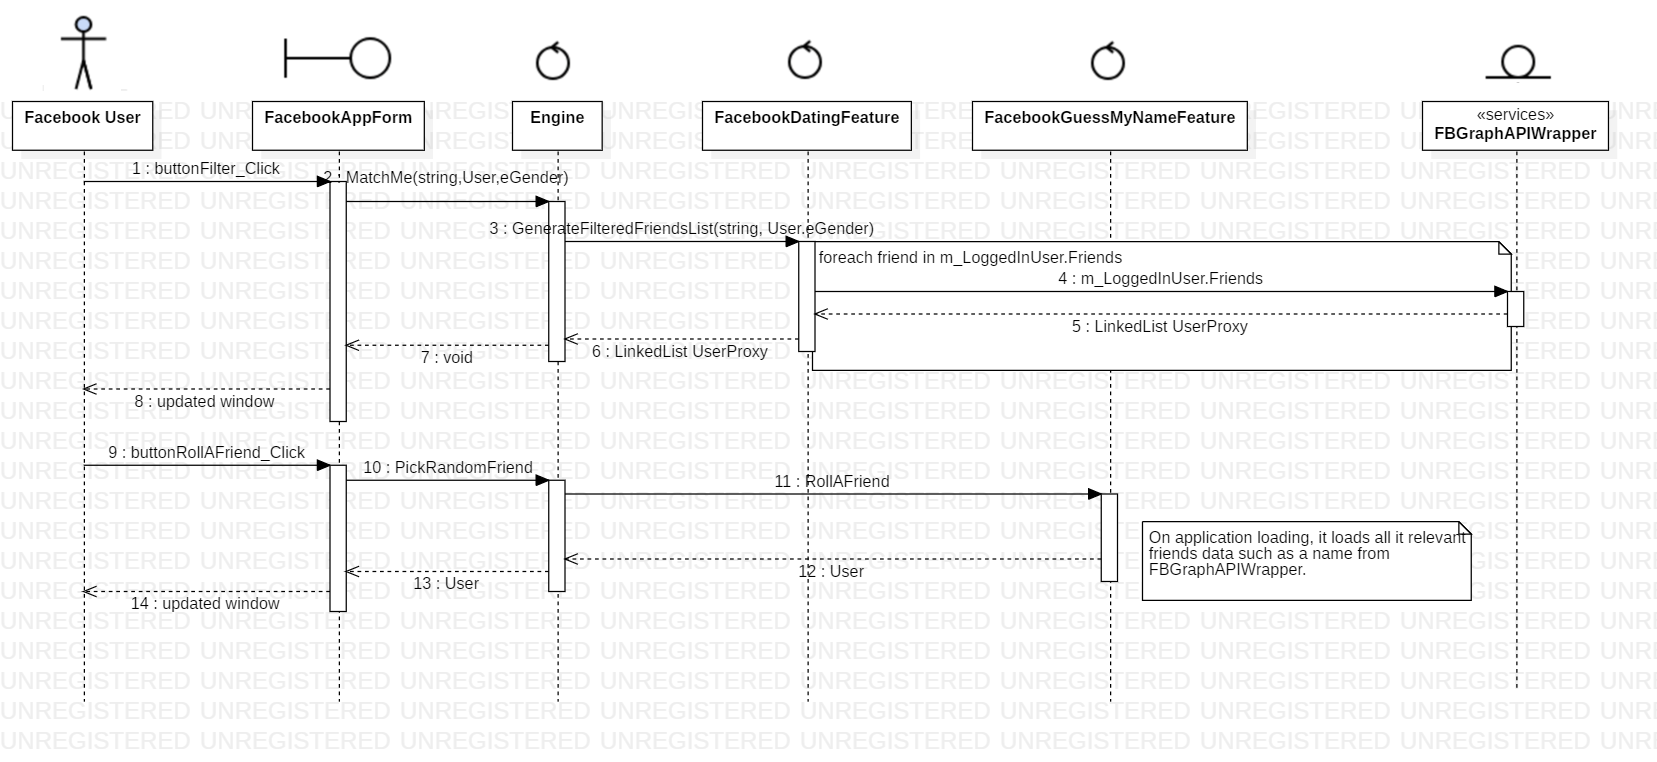 Facebook User
FacebookAppForm
Engine
FacebookDatingFeature
FacebookGuessMyNameFeature
«services»
FBGraphAPIWrapper
1 : buttonFilter_Click
2 : MatchMe(string,User,eGender)
3 : GenerateFilteredFriendsList(string, User.eGender)
foreach friend in m_LoggedInUser.Friends
4 : m_LoggedInUser.Friends
5 : LinkedList UserProxy
6 : LinkedList UserProxy
7 : void
8 : updated window
9 : buttonRollAFriend_Click
10 : PickRandomFriend
11 : RollAFriend
On application loading, it loads all it relevant
friends data such as a name from
FBGraphAPIWrapper.
12 : User
13 : User
14 : updated window
UNREGISTERED